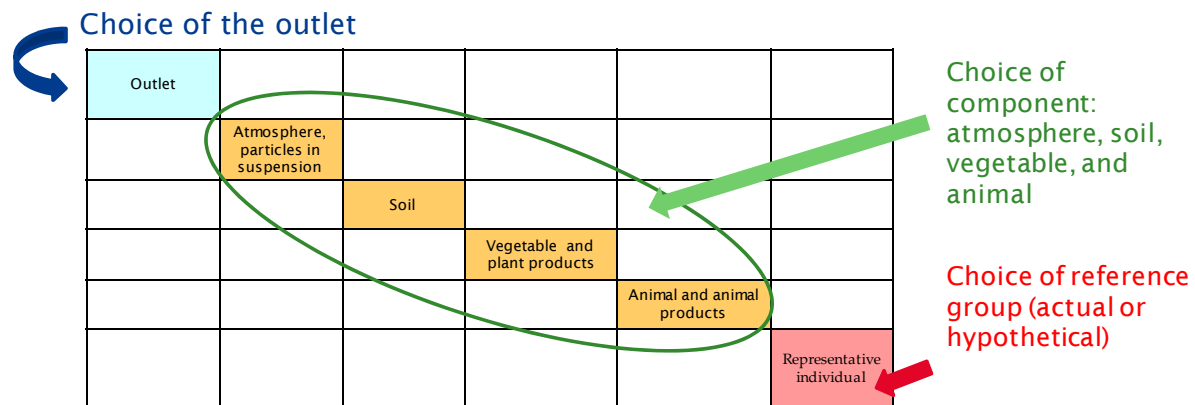 Choice of the outlet
Outlet
Atmosphere,
particles in
suspension
Soil
Vegetable and
plant products
Animal and animal
products
Representative
individual
Choice of
component:
atmosphere, soil,
vegetable, and
animal
Choice of reference
group (actual or
hypothetical)